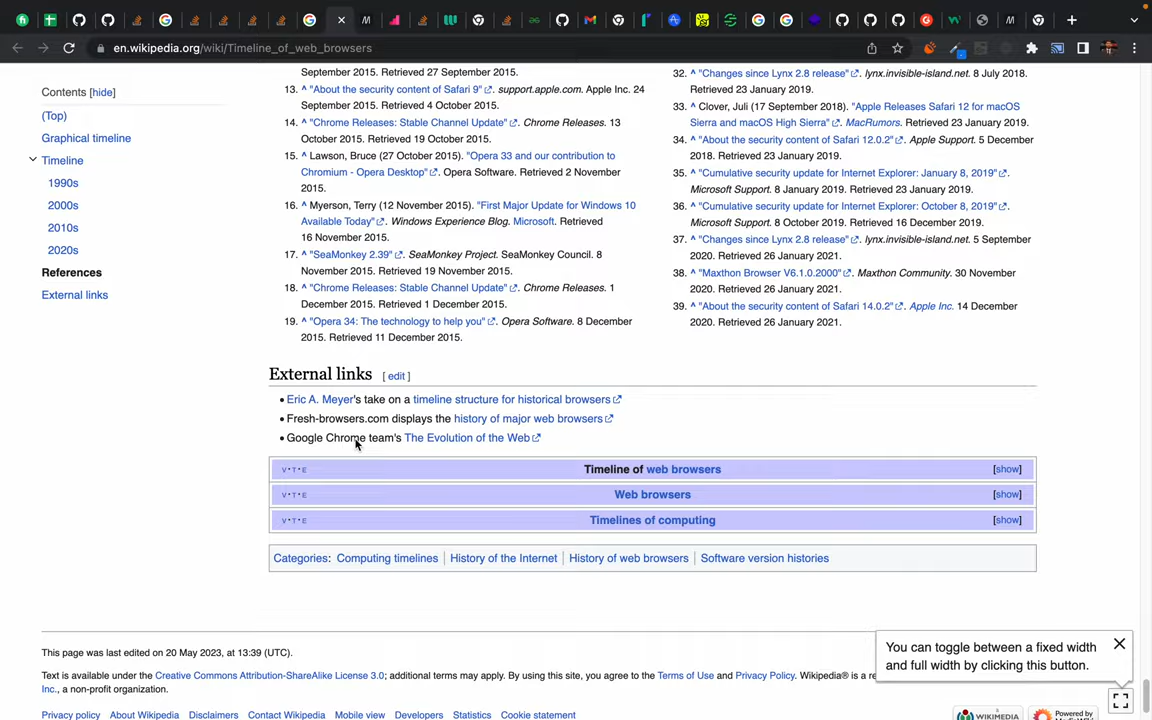 en.wikipedia.org/wiki/Timeline_of_web_browsers
Contents [hide]
(Top)
Graphical timeline
Timeline
1990s
2000s
2010s
2020s
References
External links
September 2015. Retrieved 27 September 2015.
13. ^ "About the security content of Safari 9". support.apple.com. Apple Inc. 24
September 2015. Retrieved 4 October 2015.
14. ^ "Chrome Releases: Stable Channel Update". Chrome Releases. 13
October 2015. Retrieved 19 October 2015.
15. ^ Lawson, Bruce (27 October 2015). "Opera 33 and our contribution to
Chromium - Opera Desktop". Opera Software. Retrieved 2 November
2015.
16. ^ Myerson, Terry (12 November 2015). "First Major Update for Windows 10
Available Today". Windows Experience Blog. Microsoft. Retrieved
16 November 2015.
17. ^ "SeaMonkey 2.39". SeaMonkey Project. SeaMonkey Council. 8
November 2015. Retrieved 19 November 2015.
18. ^ "Chrome Releases: Stable Channel Update". Chrome Releases. 1
December 2015. Retrieved 1 December 2015.
19. ^ "Opera 34: The technology to help you". Opera Software. 8 December
2015. Retrieved 11 December 2015.
32. ^ "Changes since Lynx 2.8 release". lynx.invisible-island.net. 8 July 2018.
Retrieved 23 January 2019.
33. ^ Clover, Juli (17 September 2018). "Apple Releases Safari 12 for macOS
Sierra and macOS High Sierra". MacRumors. Retrieved 23 January 2019.
34. ^ "About the security content of Safari 12.0.2". Apple Support. 5 December
2018. Retrieved 23 January 2019.
35. ^ "Cumulative security update for Internet Explorer: January 8, 2019".
Microsoft Support. 8 January 2019. Retrieved 23 January 2019.
36. ^ "Cumulative security update for Internet Explorer: October 8, 2019".
Microsoft Support. 8 October 2019. Retrieved 16 December 2019.
37. ^ "Changes since Lynx 2.8 release". lynx.invisible-island.net. 5 September
2020. Retrieved 26 January 2021.
38. ^ "Maxthon Browser V6.1.0.2000". Maxthon Community. 30 November
2020. Retrieved 26 January 2021.
39. ^ "About the security content of Safari 14.0.2". Apple Inc. 14 December
2020. Retrieved 26 January 2021.
External links [ edit ]
• Eric A. Meyer's take on a timeline structure for historical browsers
• Fresh-browsers.com displays the history of major web browsers
• Google Chrome team's The Evolution of the Web
V•T•E Timeline of web browsers [show]
V•T•E Web browsers [show]
V•T•E Timelines of computing [show]
Categories: Computing timelines | History of the Internet | History of web browsers | Software version histories
You can toggle between a fixed width
and full width by clicking this button.
This page was last edited on 20 May 2023, at 13:39 (UTC).
Text is available under the Creative Commons Attribution-ShareAlike License 3.0; additional terms may apply. By using this site, you agree to the Terms of Use and Privacy Policy. Wikipedia® is a
Inc., a non-profit organization.
Privacy policy About Wikipedia Disclaimers Contact Wikipedia Mobile view Developers Statistics Cookie statement
WIKIMEDIA
Powered by